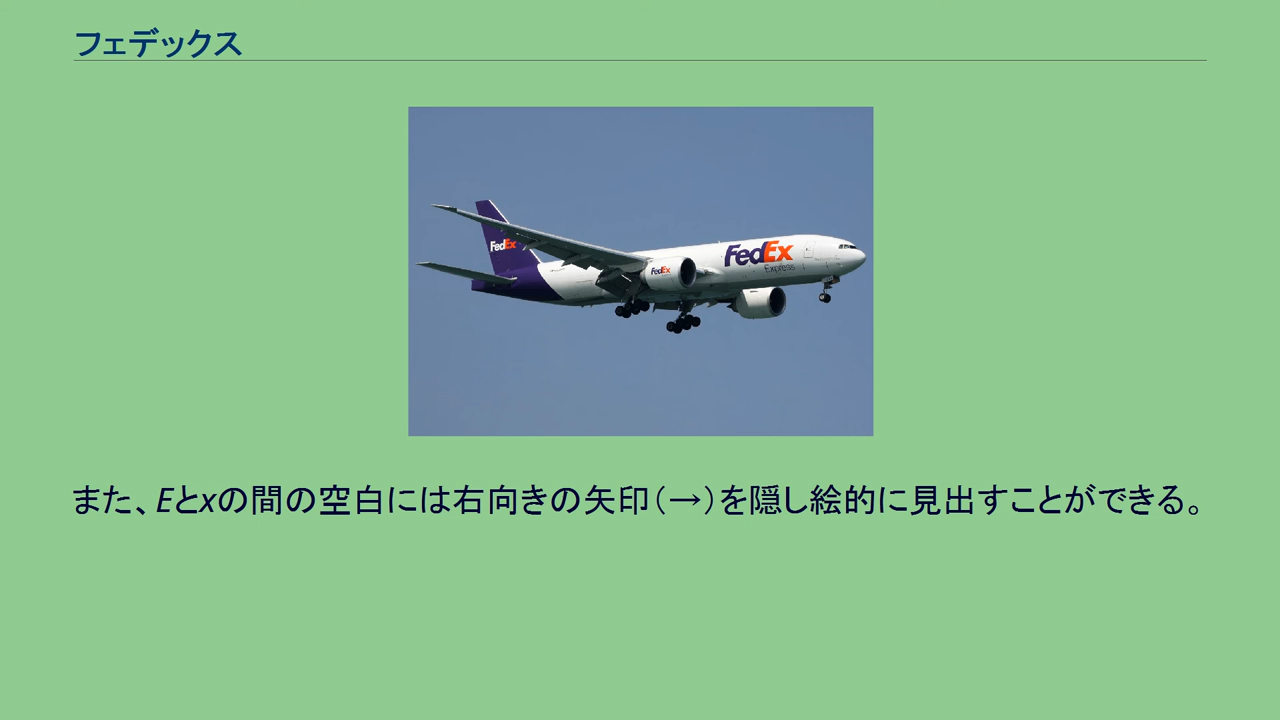 フェデックス
FedEx
FedEx
FedEx
Express
また、Eとxの間の空白には右向きの矢印(→)を隠し絵的に見出すことができる。